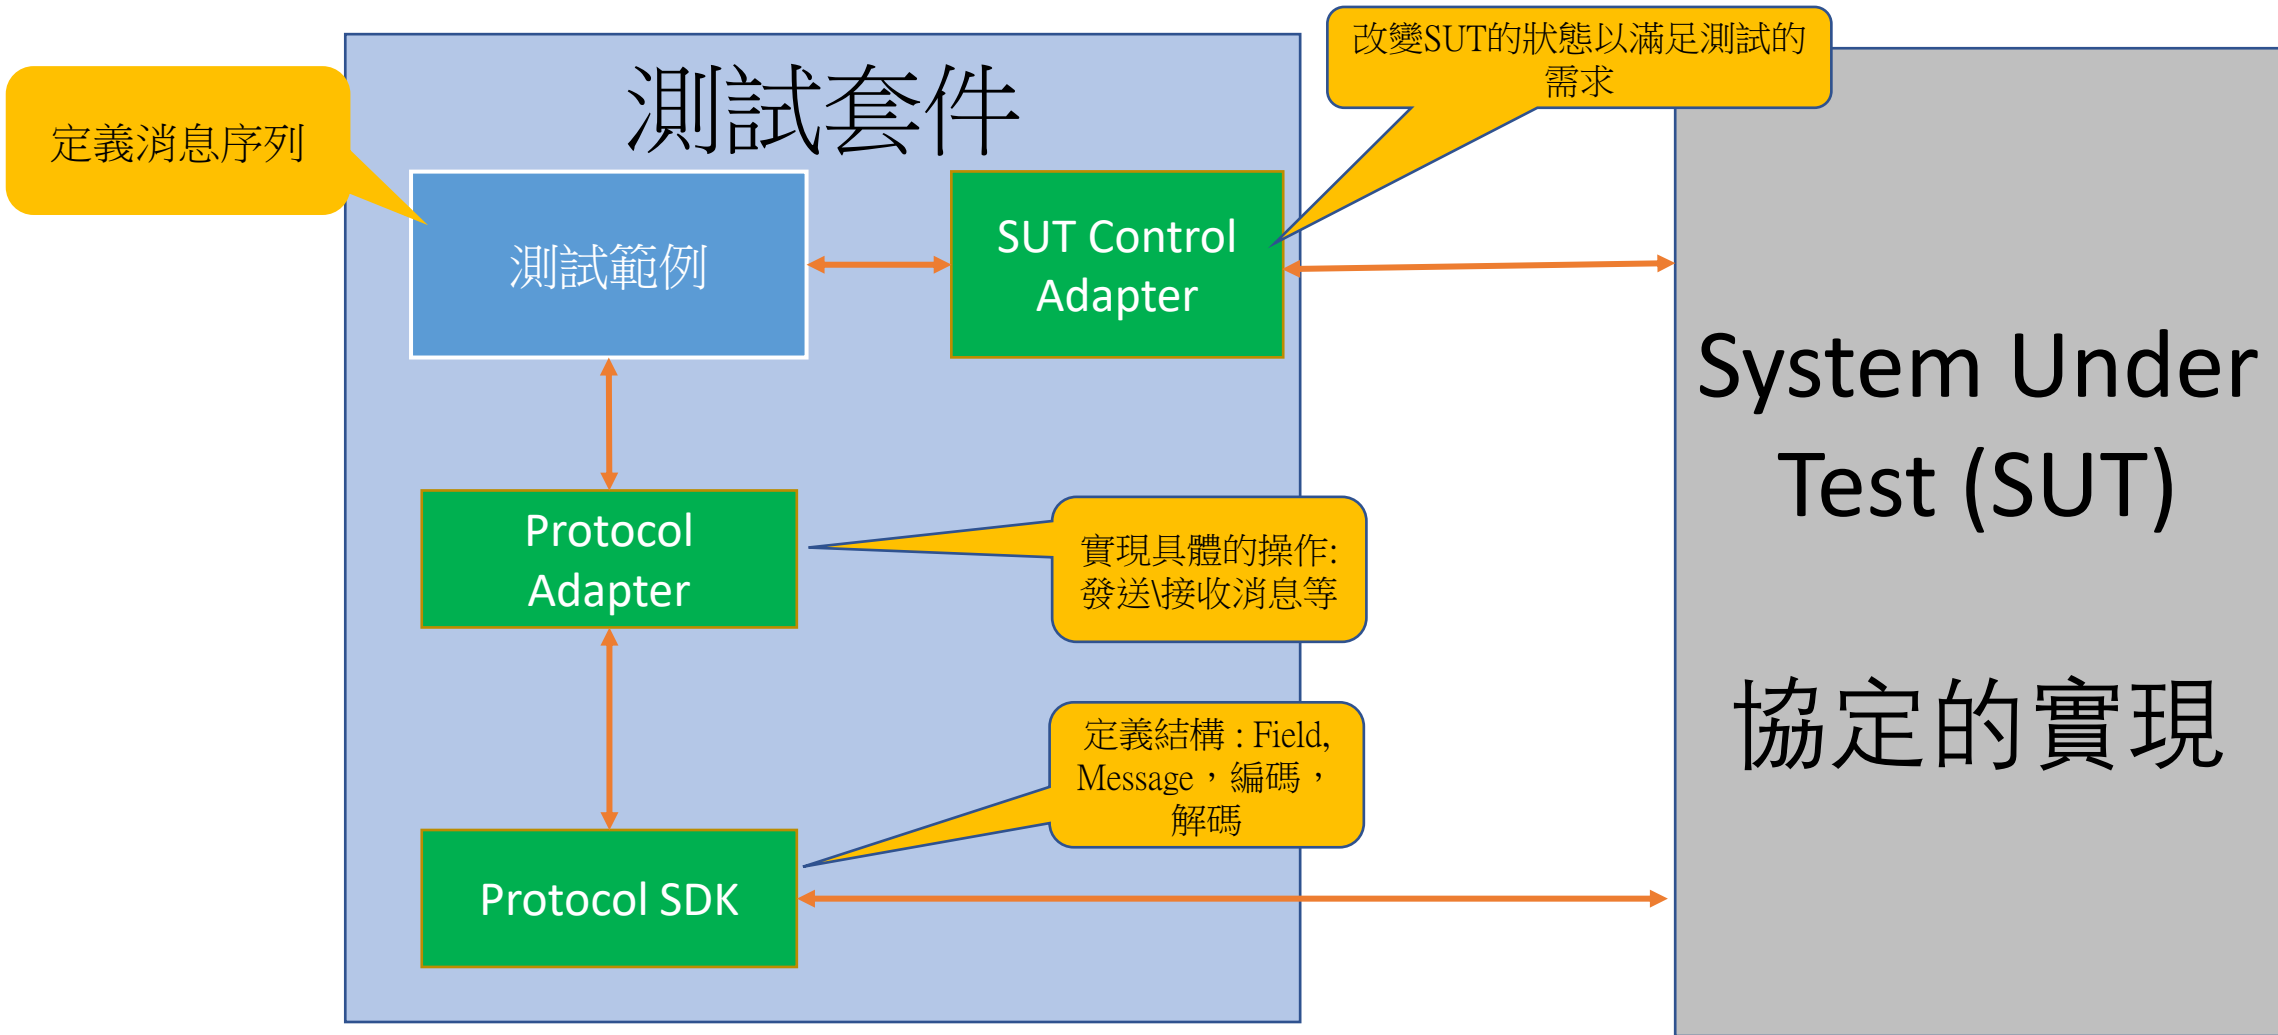 改變SUT的狀態以滿足測試的
需求
測試套件
定義消息序列
測試範例
SUT Control
Adapter
System Under
Test (SUT)
協定的實現
Protocol
Adapter
實現具體的操作:
發送\接收消息等
定義結構 : Field,
Message，編碼，
解碼
Protocol SDK